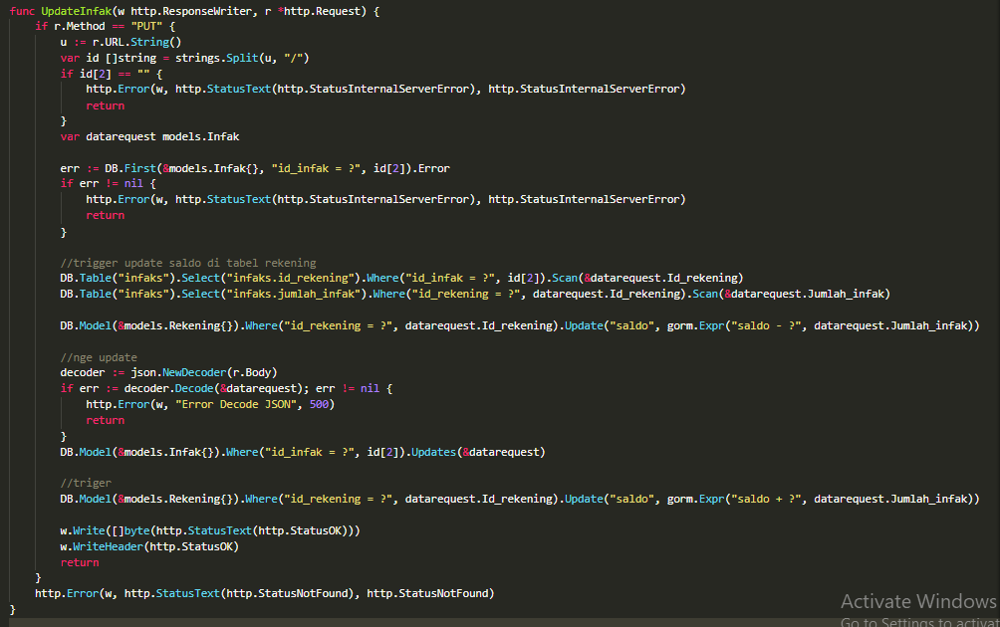 func UpdateInfak(w http.ResponseWriter, r *http.Request) {
    if r.Method == "PUT" {
        u := r.URL.String()
        var id []string = strings.Split(u, "/")
        if id[2] == "" {
            http.Error(w, http.StatusText(http.StatusInternalServerError), http.StatusInternalServerError)
            return
        }
        var datarequest models.Infak

        err := DB.First(&models.Infak{}, "id_infak = ?", id[2]).Error
        if err != nil {
            http.Error(w, http.StatusText(http.StatusInternalServerError), http.StatusInternalServerError)
            return
        }

        //trigger update saldo di tabel rekening
        DB.Table("infaks").Select("infaks.id_rekening").Where("id_infak = ?", id[2]).Scan(&datarequest.Id_rekening)
        DB.Table("infaks").Select("infaks.jumlah_infak").Where("id_rekening = ?", datarequest.Id_rekening).Scan(&datarequest.Jumlah_infak)

        DB.Model(&models.Rekening{}).Where("id_rekening = ?", datarequest.Id_rekening).Update("saldo", gorm.Expr("saldo - ?", datarequest.Jumlah_infak))

        //nge update
        decoder := json.NewDecoder(r.Body)
        if err := decoder.Decode(&datarequest); err != nil {
            http.Error(w, "Error Decode JSON", 500)
            return
        }
        DB.Model(&models.Infak{}).Where("id_infak = ?", id[2]).Updates(&datarequest)

        //triger
        DB.Model(&models.Rekening{}).Where("id_rekening = ?", datarequest.Id_rekening).Update("saldo", gorm.Expr("saldo + ?", datarequest.Jumlah_infak))

        w.Write([]byte(http.StatusText(http.StatusOK)))
        w.WriteHeader(http.StatusOK)
        return
    }
    http.Error(w, http.StatusText(http.StatusNotFound), http.StatusNotFound)
}
Activate Windows
Go to Settings to activat